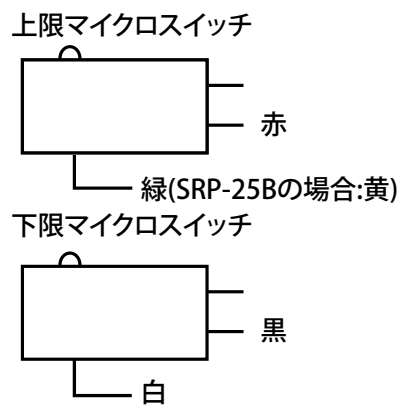 上限マイクロスイッチ
赤
緑(SRP-25Bの場合:黄)
下限マイクロスイッチ
黒
白